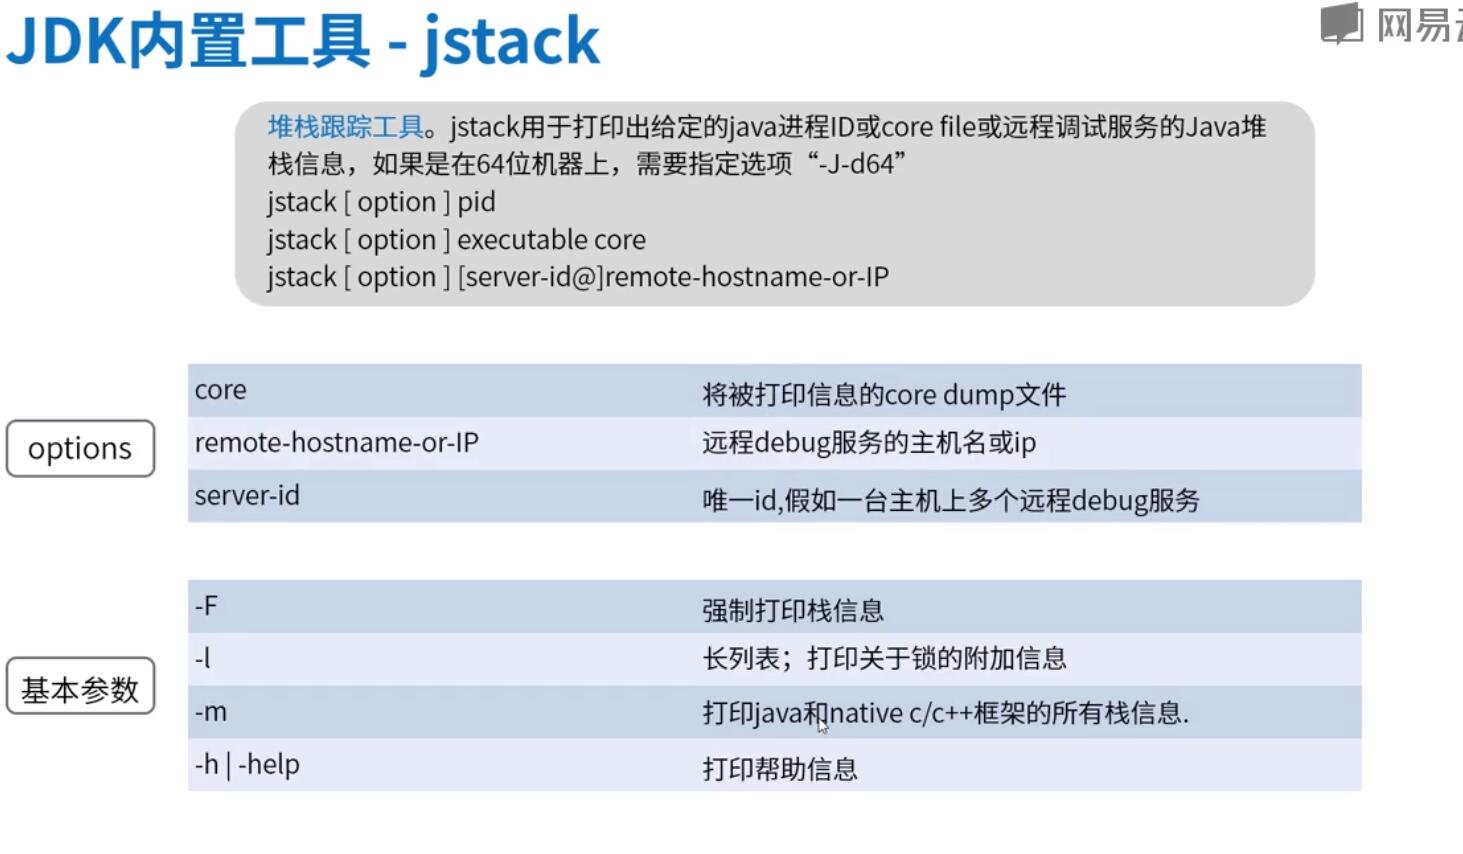 JDK内置工具 - jstack
网易
堆栈跟踪工具。jstack用于打印出给定的java进程ID或core file或远程调试服务的Java堆
栈信息，如果是在64位机器上，需要指定选项“-J-d64”
jstack [ option ] pid
jstack [ option ] executable core
jstack [ option ] [server-id@]remote-hostname-or-IP
options
core 将被打印信息的core dump文件
remote-hostname-or-IP 远程debug服务的主机名或ip
server-id 唯一id,假如一台主机上多个远程debug服务
基本参数
-F 强制打印栈信息
-l 长列表；打印关于锁的附加信息
-m 打印java和native c/c++框架的所有栈信息.
-h | -help 打印帮助信息